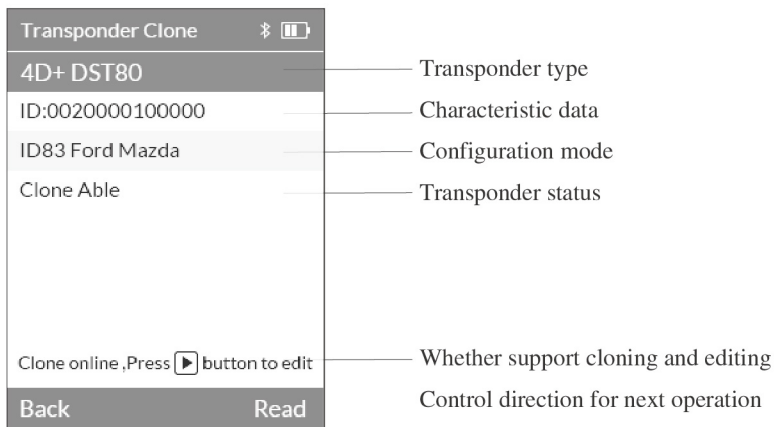 Transponder Clone
4D+ DST80
Transponder type
ID:0020000100000
Characteristic data
ID83 Ford Mazda
Configuration mode
Clone Able
Transponder status
Clone online ,Press button to edit
Whether support cloning and editing
Control direction for next operation
Back Read